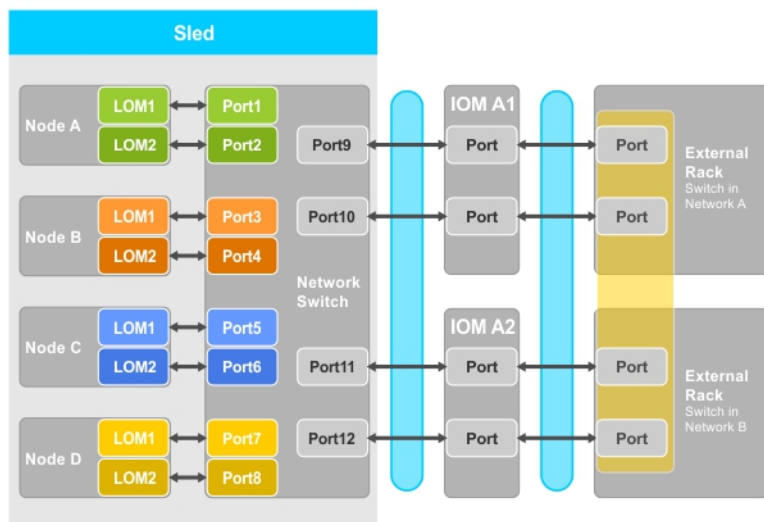 Sled
Node A
LOM1
Port1
LOM2
Port2
Node B
LOM1
Port3
LOM2
Port4
Node C
LOM1
Port5
LOM2
Port6
Node D
LOM1
Port7
LOM2
Port8
Network
Switch
Port9
Port10
Port11
Port12
IOM A1
Port
Port
IOM A2
Port
Port
Port
Port
External
Rack
Switch in
Network A
Port
Port
External
Rack
Switch in
Network B